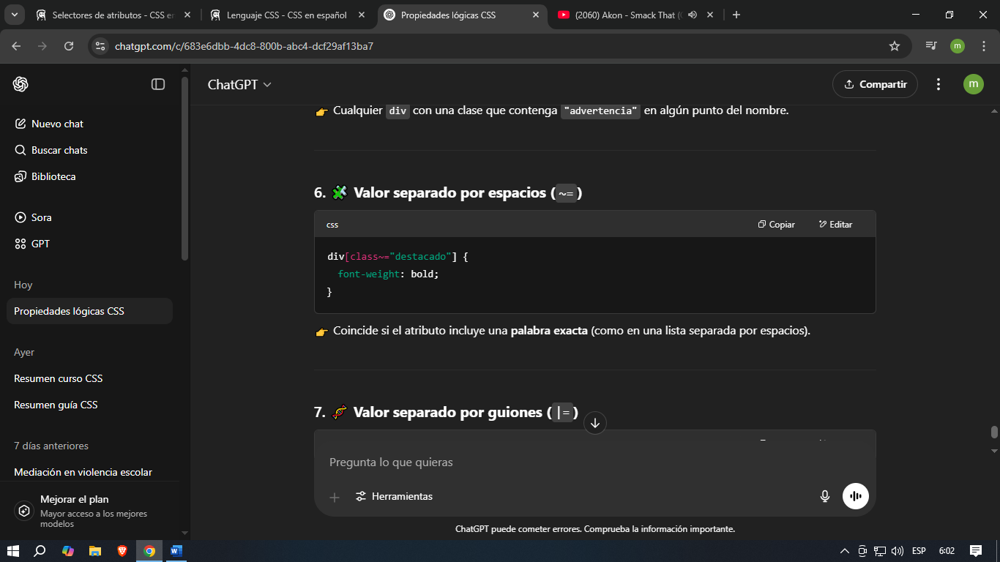 Selectores de atributos - CSS en
Lenguaje CSS - CSS en español
Propiedades lógicas CSS
(2060) Akon - Smack That (
chatgpt.com/c/683e6dbb-4dc8-800b-abc4-dcf29af13ba7
m
ChatGPT
Compartir
m
Nuevo chat
Buscar chats
Biblioteca
Sora
GPT
Hoy
Propiedades lógicas CSS
Ayer
Resumen curso CSS
Resumen guía CSS
7 días anteriores
Mediación en violencia escolar
Mejorar el plan
Mayor acceso a los mejores
modelos
👉 Cualquier div con una clase que contenga "advertencia" en algún punto del nombre.
6. 🧩 Valor separado por espacios (~=)
css Copiar Editar
div[class~="destacado"] {
font-weight: bold;
}
👉 Coincide si el atributo incluye una palabra exacta (como en una lista separada por espacios).
7. 🧬 Valor separado por guiones (|=)
Pregunta lo que quieras
Herramientas
ChatGPT puede cometer errores. Comprueba la información importante.
ESP 6:02